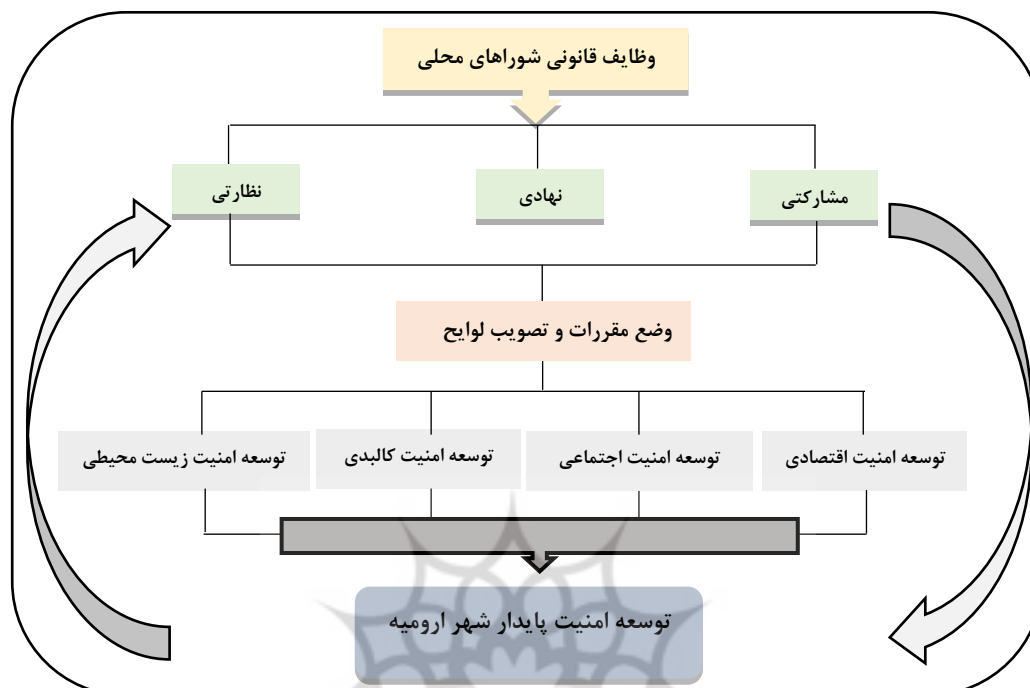 وظایف قانونی شوراهای محلی
مشارکتی
نهادی
نظارتی
وضع مقررات و تصویب لوایح
توسعه امنیت اقتصادی
توسعه امنیت اجتماعی
توسعه امنیت کالبدی
توسعه امنیت زیست محیطی
توسعه امنیت پایدار شهر ارومیه